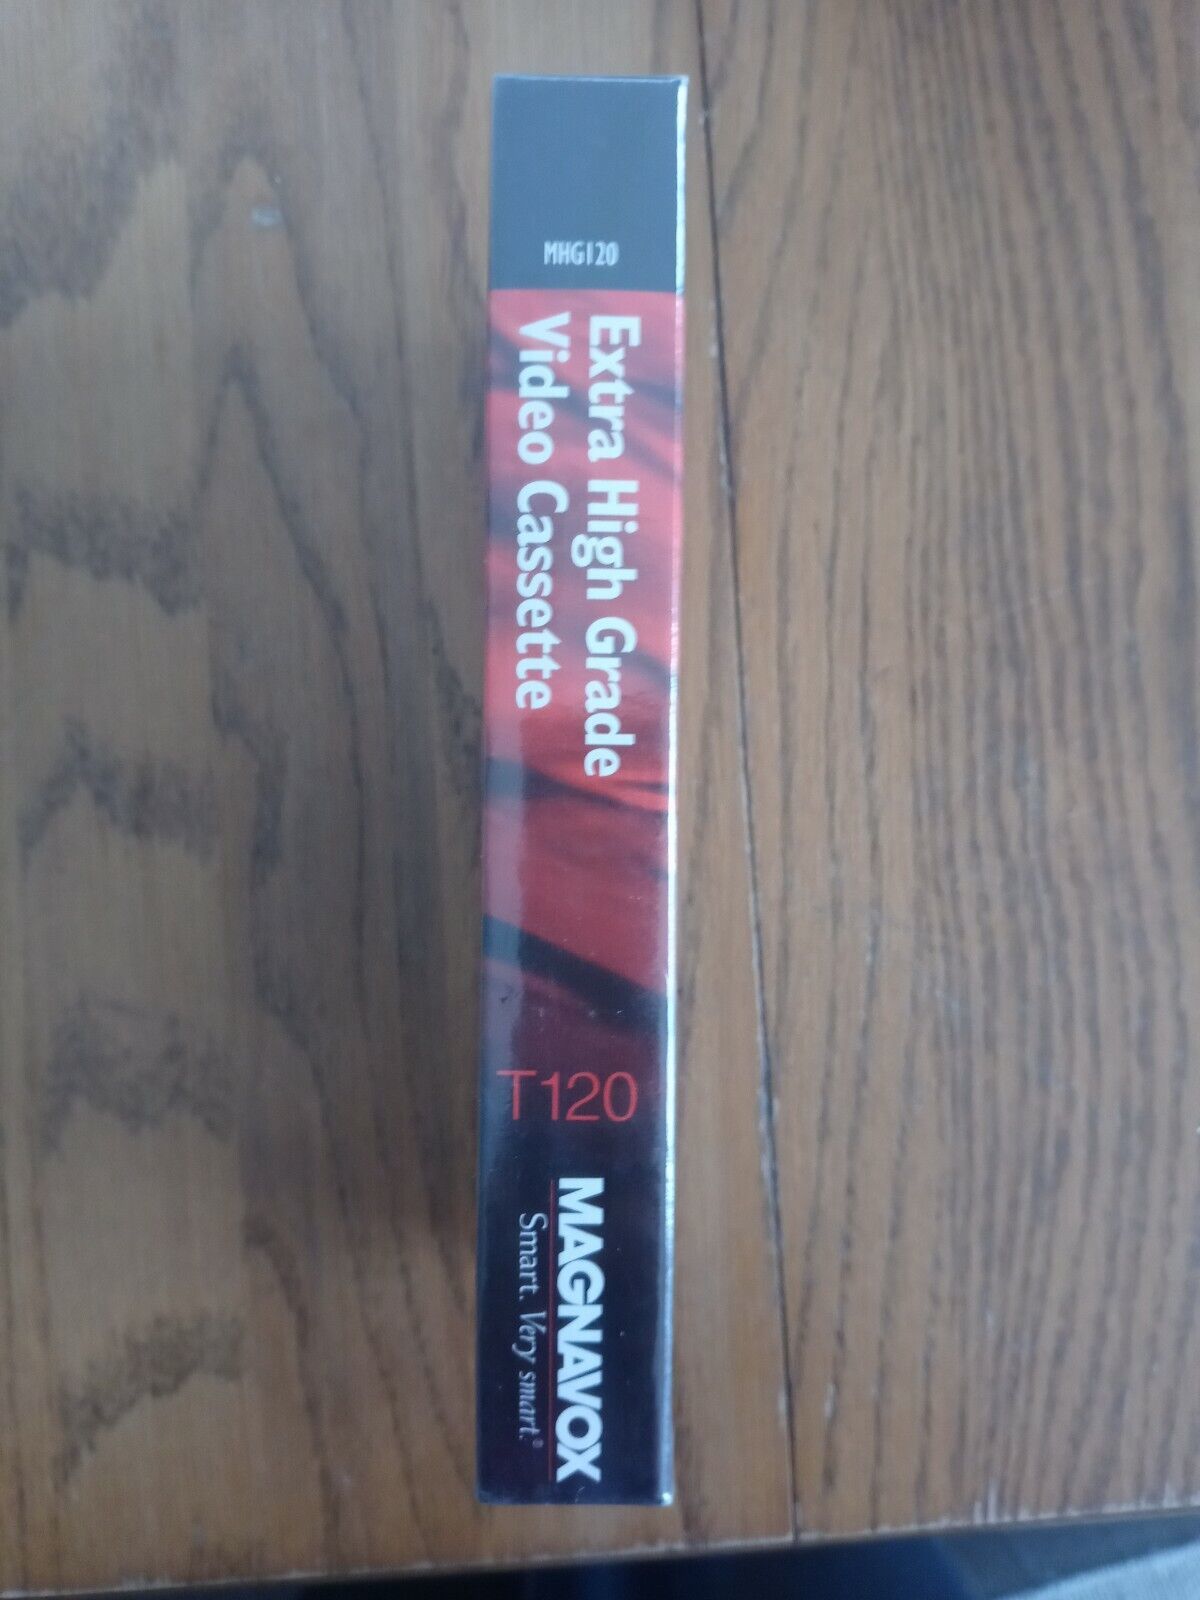 MHG120
Extra High Grade
Video Cassette
T120
MAGNAVOX
Smart. Very smart.®